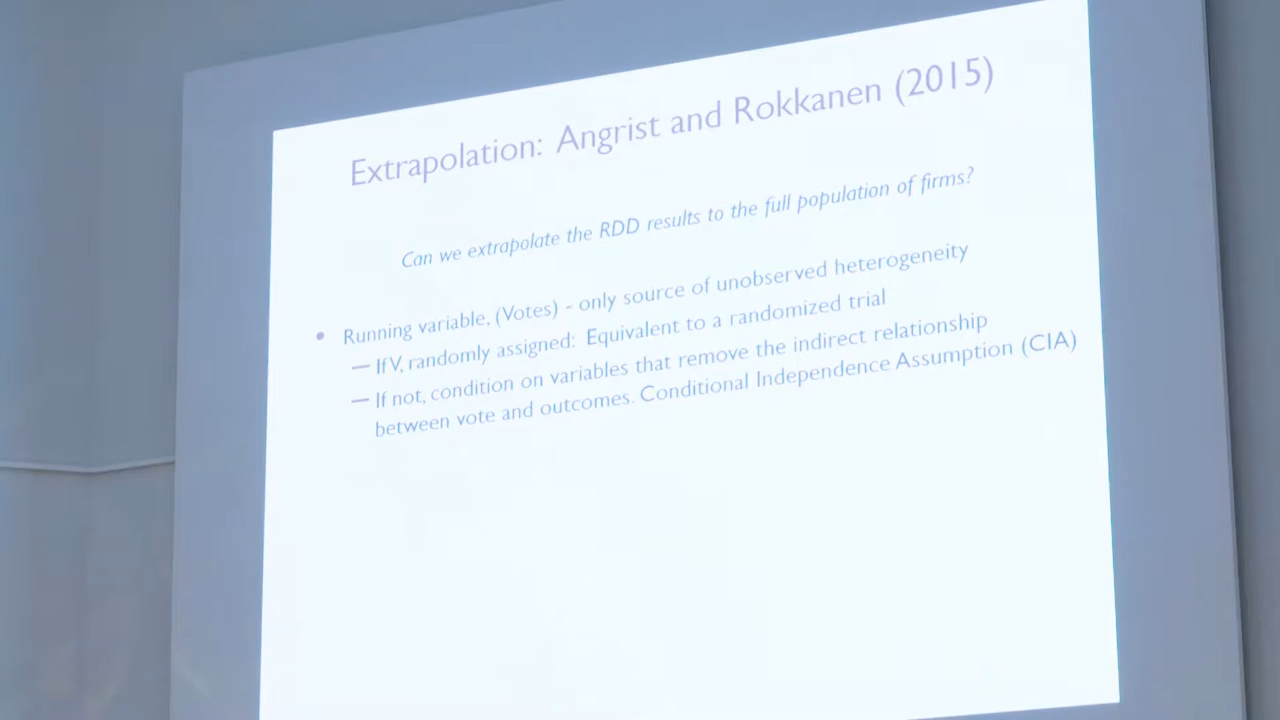 Extrapolation: Angrist and Rokkanen (2015)
Can we extrapolate the RDD results to the full population of firms?
• Running variable, (Votes) - only source of unobserved heterogeneity
— If V, randomly assigned: Equivalent to a randomized trial
— If not, condition on variables that remove the indirect relationship
between vote and outcomes. Conditional Independence Assumption (CIA)